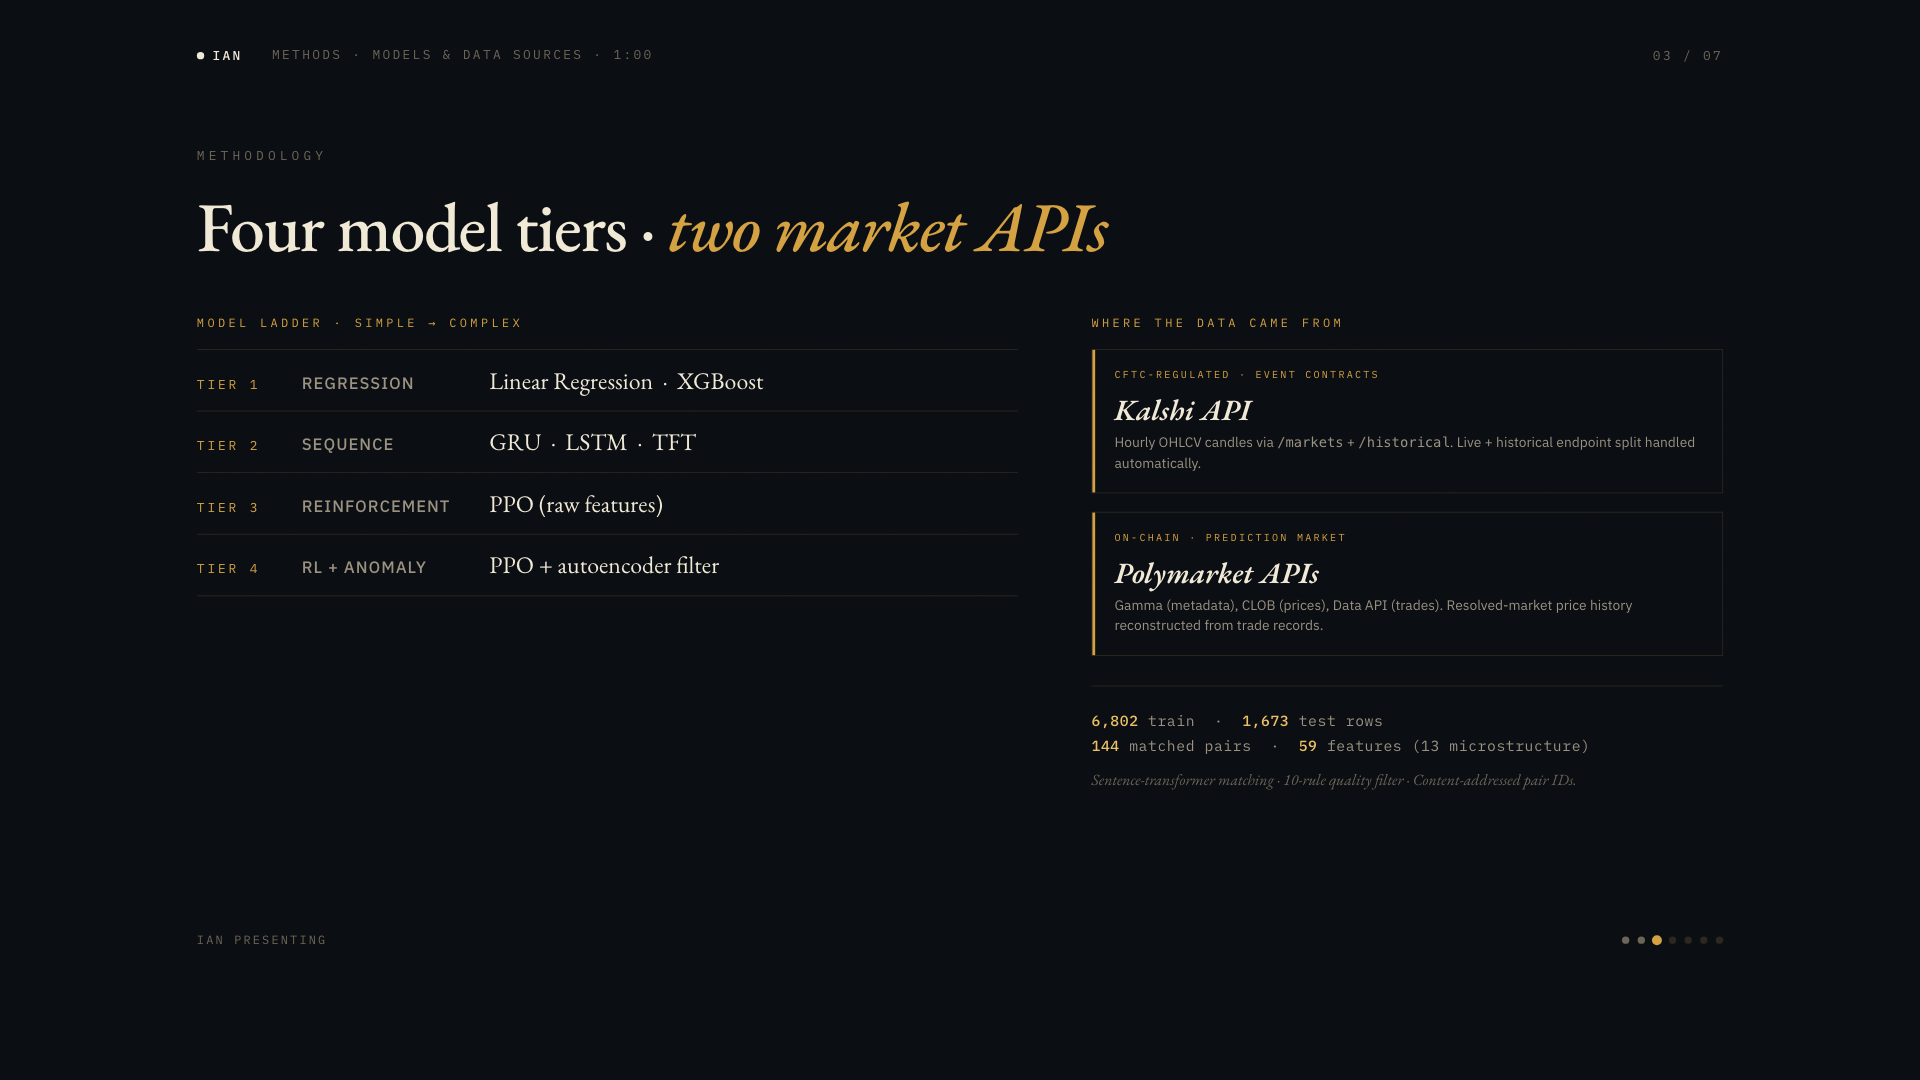 IAN METHODS · MODELS & DATA SOURCES · 1:00
03 / 07
METHODOLOGY
Four model tiers · two market APIs
MODEL LADDER · SIMPLE → COMPLEX
TIER 1 REGRESSION Linear Regression · XGBoost
TIER 2 SEQUENCE GRU · LSTM · TFT
TIER 3 REINFORCEMENT PPO (raw features)
TIER 4 RL + ANOMALY PPO + autoencoder filter
WHERE THE DATA CAME FROM
CFTC-REGULATED · EVENT CONTRACTS
Kalshi API
Hourly OHLCV candles via /markets + /historical. Live + historical endpoint split handled
automatically.
ON-CHAIN · PREDICTION MARKET
Polymarket APIs
Gamma (metadata), CLOB (prices), Data API (trades). Resolved-market price history
reconstructed from trade records.
6,802 train · 1,673 test rows
144 matched pairs · 59 features (13 microstructure)
Sentence-transformer matching · 10-rule quality filter · Content-addressed pair IDs.
IAN PRESENTING